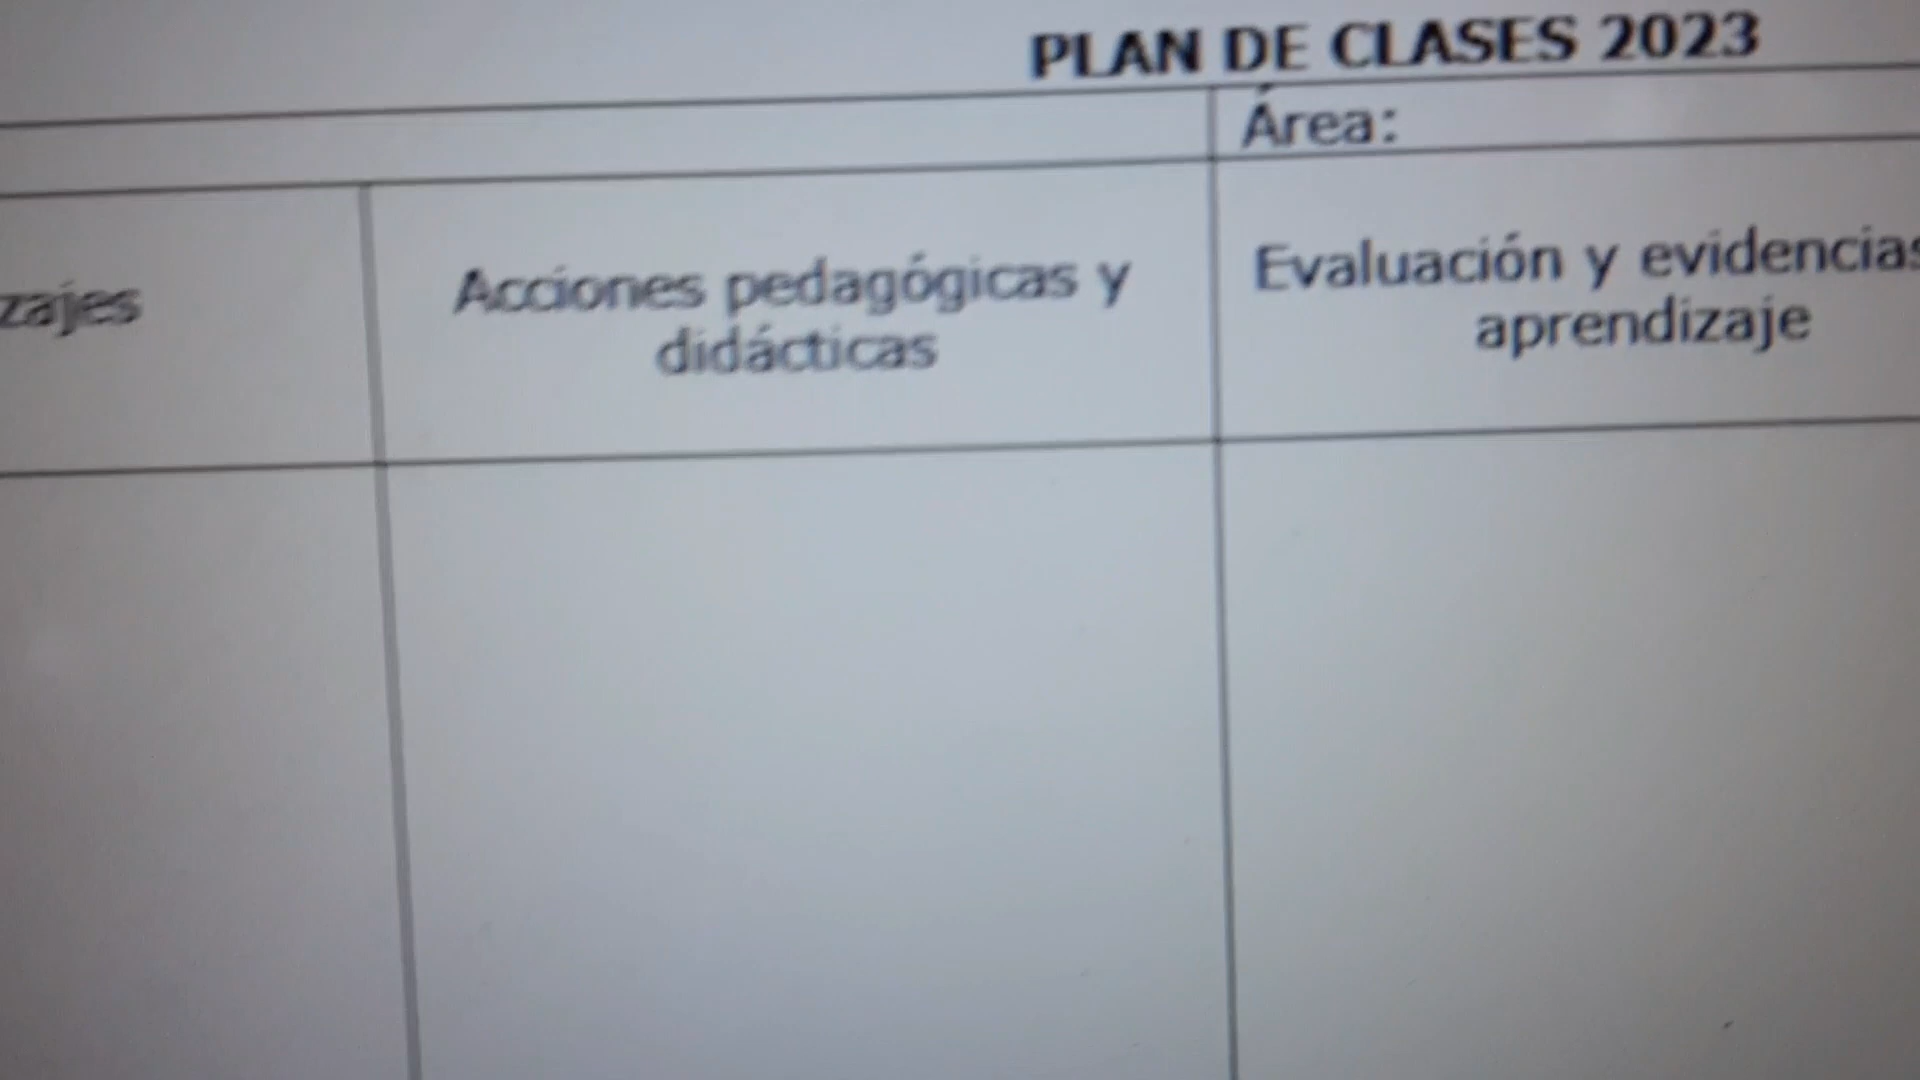 PLAN DE CLASES 2023
Área:
zajes
Acciones pedagógicas y
didácticas
Evaluación y evidencias
aprendizaje